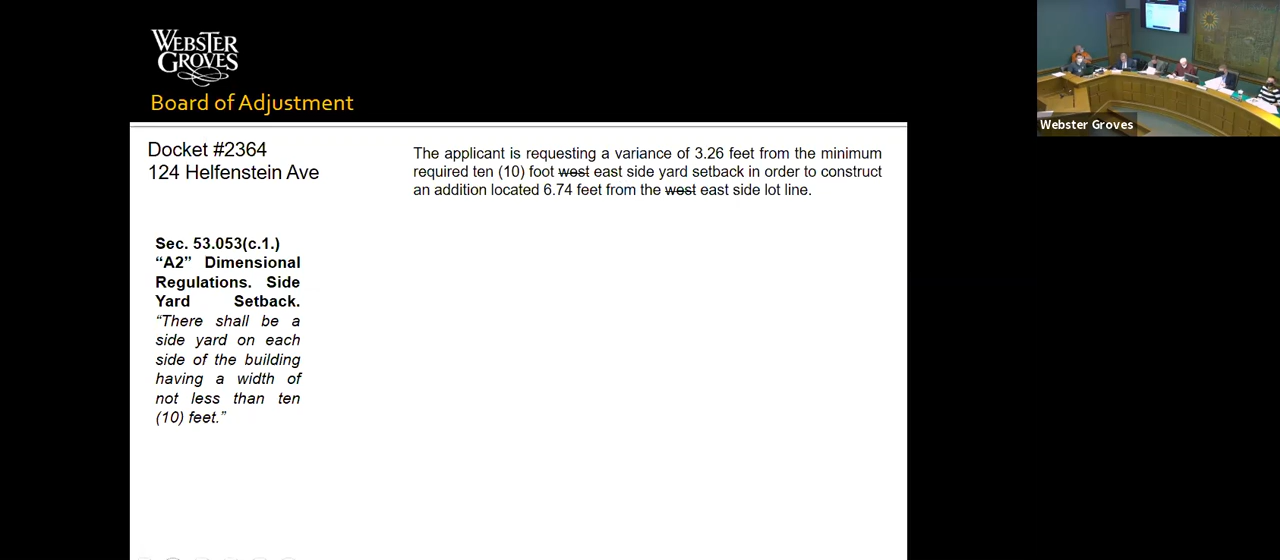 WEBSTER
GROVES
Board of Adjustment
Docket #2364
124 Helfenstein Ave
The applicant is requesting a variance of 3.26 feet from the minimum
required ten (10) foot west east side yard setback in order to construct
an addition located 6.74 feet from the west east side lot line.
Sec. 53.053(c.1.)
“A2” Dimensional
Regulations. Side
Yard Setback.
“There shall be a
side yard on each
side of the building
having a width of
not less than ten
(10) feet.”
Webster Groves